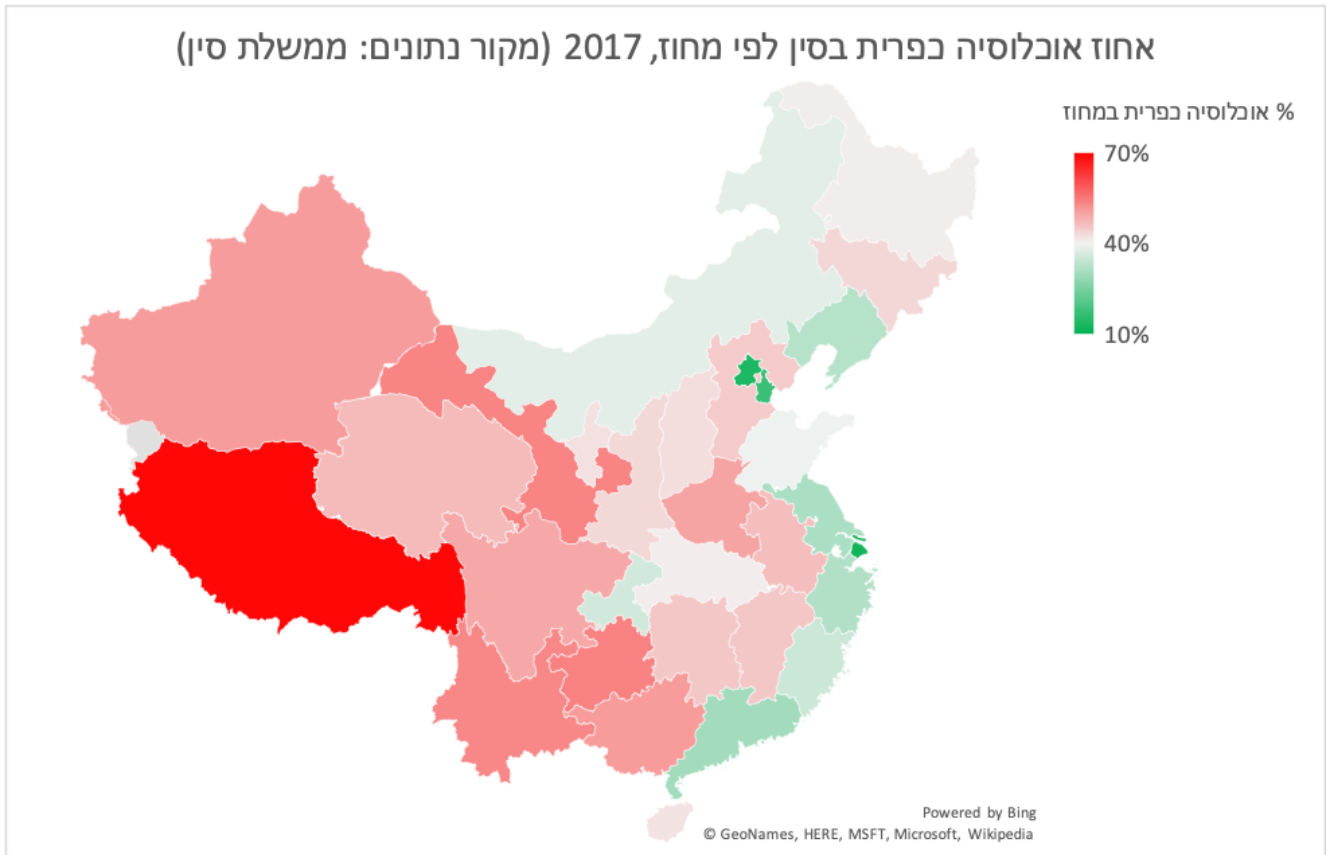 אחוז אוכלוסיה כפרית בסין לפי מחוז, 2017 (מקור נתונים: ממשלת סין)
% אוכלוסיה כפרית במחוז
70%
40%
10%
Powered by Bing
© GeoNames, HERE, MSFT, Microsoft, Wikipedia